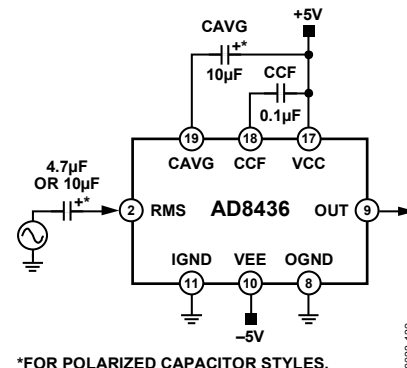 +5V
CAVG
+*
10µF
CCF
0.1µF
19
18
17
CAVG
CCF
VCC
4.7µF
OR 10µF
+*
2
RMS
AD8436
OUT
9
IGND
VEE
OGND
11
10
8
–5V
*FOR POLARIZED CAPACITOR STYLES.